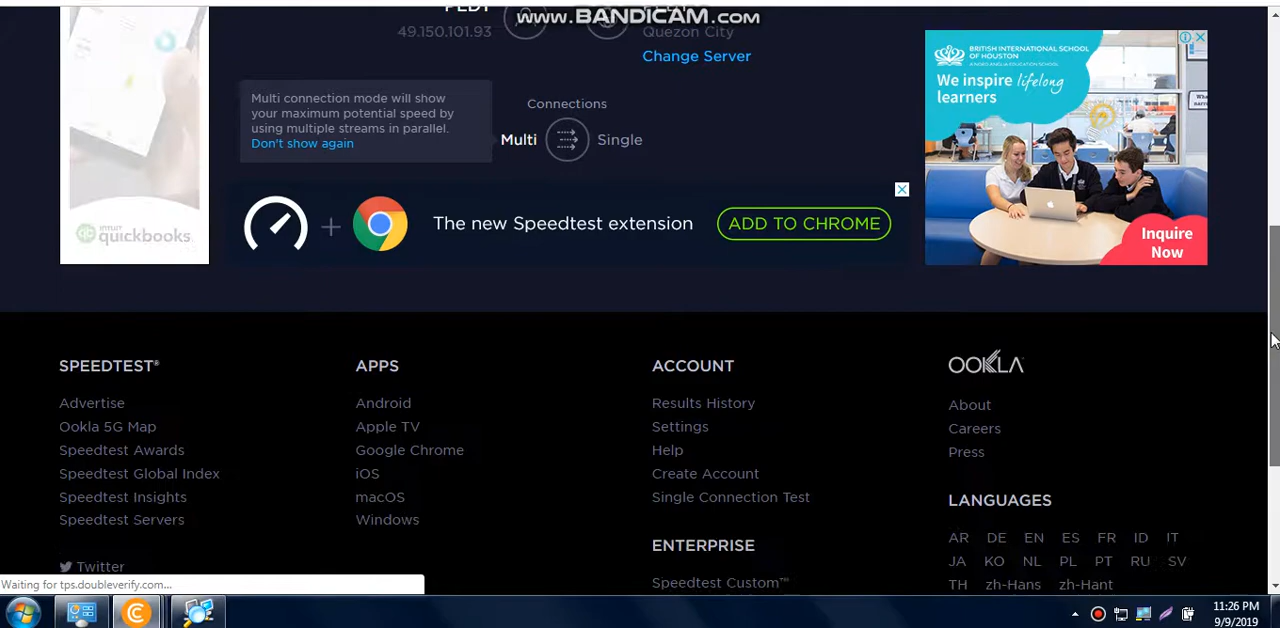 www.BANDICAM.com
PLDT
49.150.101.93
Quezon City
Change Server
Multi connection mode will show
your maximum potential speed by
using multiple streams in parallel.
Don't show again
Connections
Multi
Single
The new Speedtest extension
ADD TO CHROME
INTUIT
quickbooks.
BRITISH INTERNATIONAL SCHOOL
OF HOUSTON
We inspire lifelong
learners
Inquire
Now
SPEEDTEST®
Advertise
Ookla 5G Map
Speedtest Awards
Speedtest Global Index
Speedtest Insights
Speedtest Servers
Twitter
APPS
Android
Apple TV
Google Chrome
iOS
macOS
Windows
ACCOUNT
Results History
Settings
Help
Create Account
Single Connection Test
ENTERPRISE
Speedtest Custom™
OOKLA
About
Careers
Press
LANGUAGES
AR DE EN ES FR ID IT
JA KO NL PL PT RU SV
TH zh-Hans zh-Hant
Waiting for tps.doubleverify.com...
11:26 PM
9/9/2019